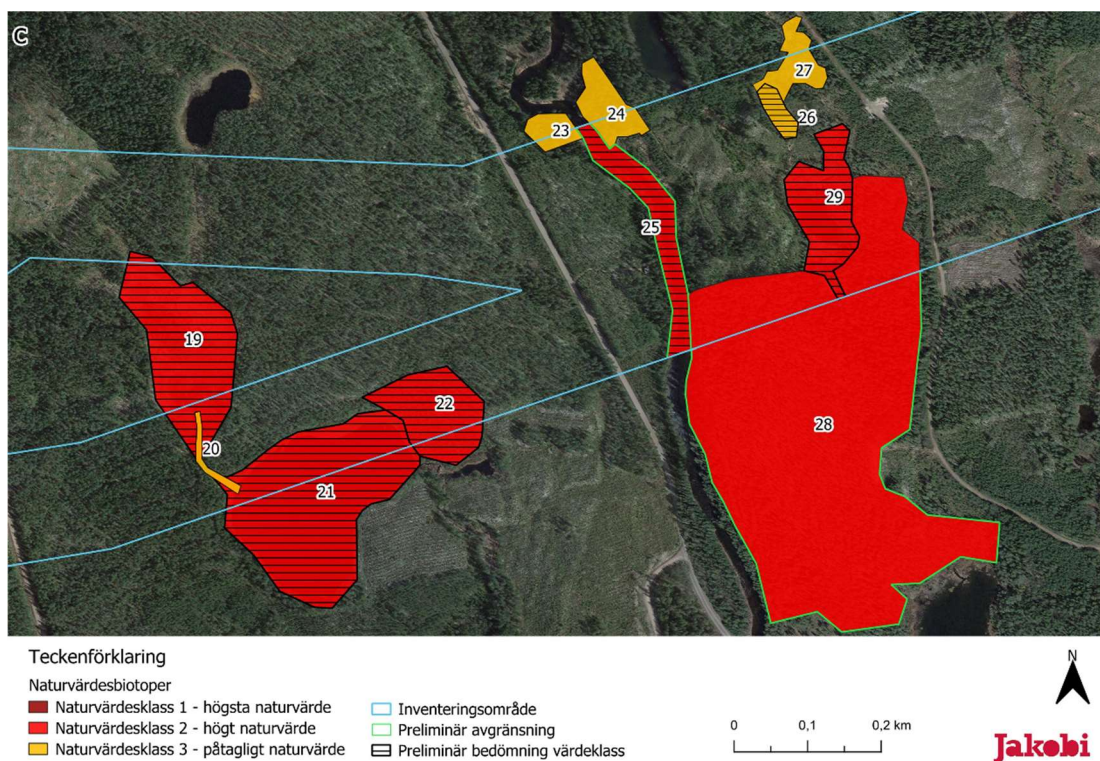 C
27
24
23
26
29
25
19
22
20
28
21
Teckenförklaring
Naturvärdesbiotoper
Naturvärdesklass 1 - högsta naturvärde
Naturvärdesklass 2 - högt naturvärde
Naturvärdesklass 3 - påtagligt naturvärde
Inventeringsområde
Preliminär avgränsning
Preliminär bedömning värdeklass
0 0,1 0,2 km
N
Jakobi